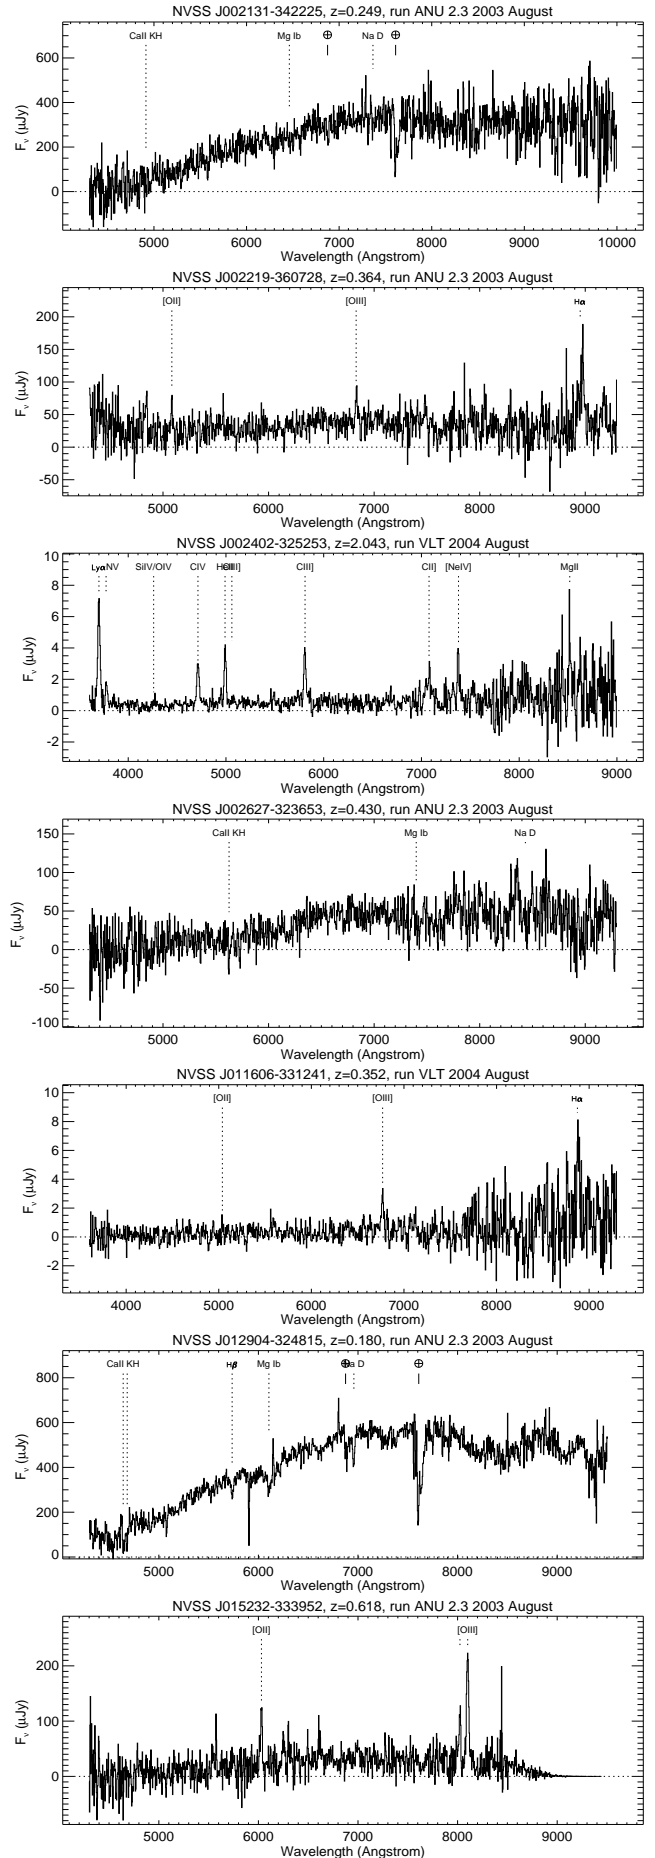 NVSS J002131-342225, z=0.249, run ANU 2.3 2003 August
CaII KH Mg Ib ⊕ Na D ⊕
600
400
200
0
Fν (μJy)
5000 6000 7000 8000 9000 10000
Wavelength (Angstrom)
NVSS J002219-360728, z=0.364, run ANU 2.3 2003 August
[OII] [OIII] Hα
200
150
100
50
0
-50
Fν (μJy)
5000 6000 7000 8000 9000
Wavelength (Angstrom)
NVSS J002402-325253, z=2.043, run VLT 2004 August
Lyα NV SiIV/OIV CIV CIII] CII] [NeIV] MgII
10
8
6
4
2
0
-2
Fν (μJy)
4000 5000 6000 7000 8000 9000
Wavelength (Angstrom)
NVSS J002627-323653, z=0.430, run ANU 2.3 2003 August
CaII KH Mg Ib Na D
150
100
50
0
-50
-100
Fν (μJy)
5000 6000 7000 8000 9000
Wavelength (Angstrom)
NVSS J011606-331241, z=0.352, run VLT 2004 August
[OII] [OIII] Hα
10
8
6
4
2
0
-2
Fν (μJy)
4000 5000 6000 7000 8000 9000
Wavelength (Angstrom)
NVSS J012904-324815, z=0.180, run ANU 2.3 2003 August
CaII KH Hβ Mg Ib ⊕ Na D ⊕
800
600
400
200
0
Fν (μJy)
5000 6000 7000 8000 9000
Wavelength (Angstrom)
NVSS J015232-333952, z=0.618, run ANU 2.3 2003 August
[OII] [OIII]
200
100
0
Fν (μJy)
5000 6000 7000 8000 9000
Wavelength (Angstrom)